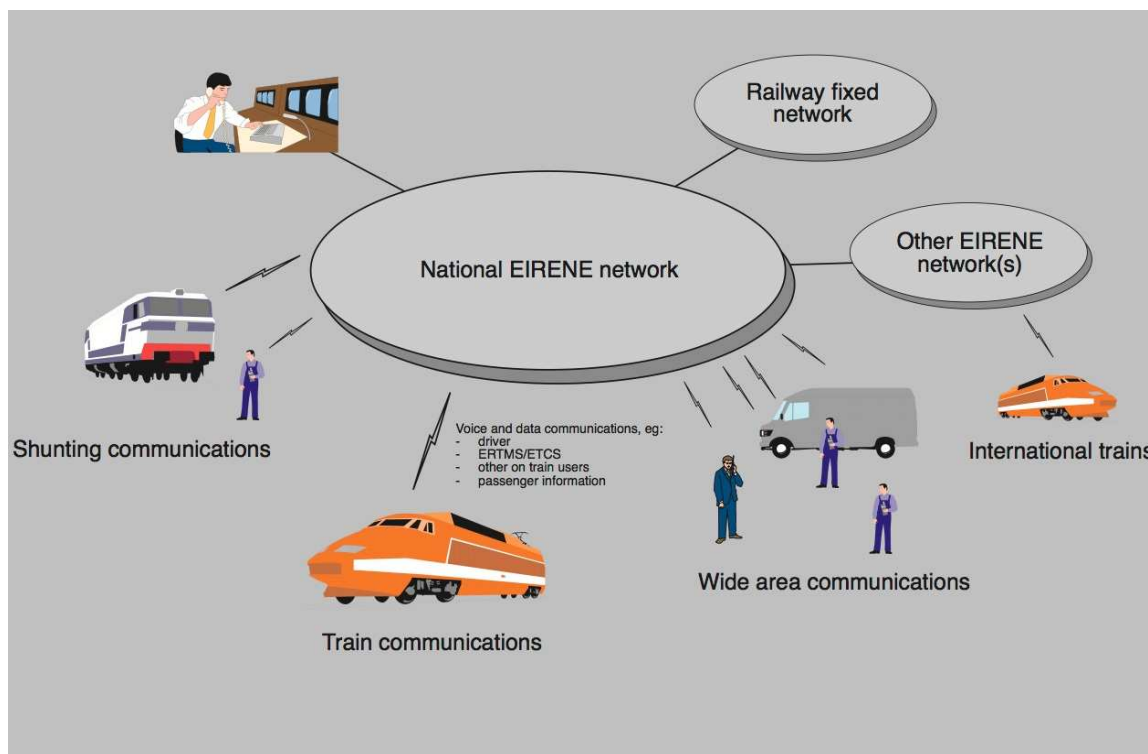 Railway fixed
network
Other EIRENE
network(s)
National EIRENE network
Shunting communications
Voice and data communications, eg:
- driver
- ERTMS/ETCS
- other on train users
- passenger information
International trains
Wide area communications
Train communications